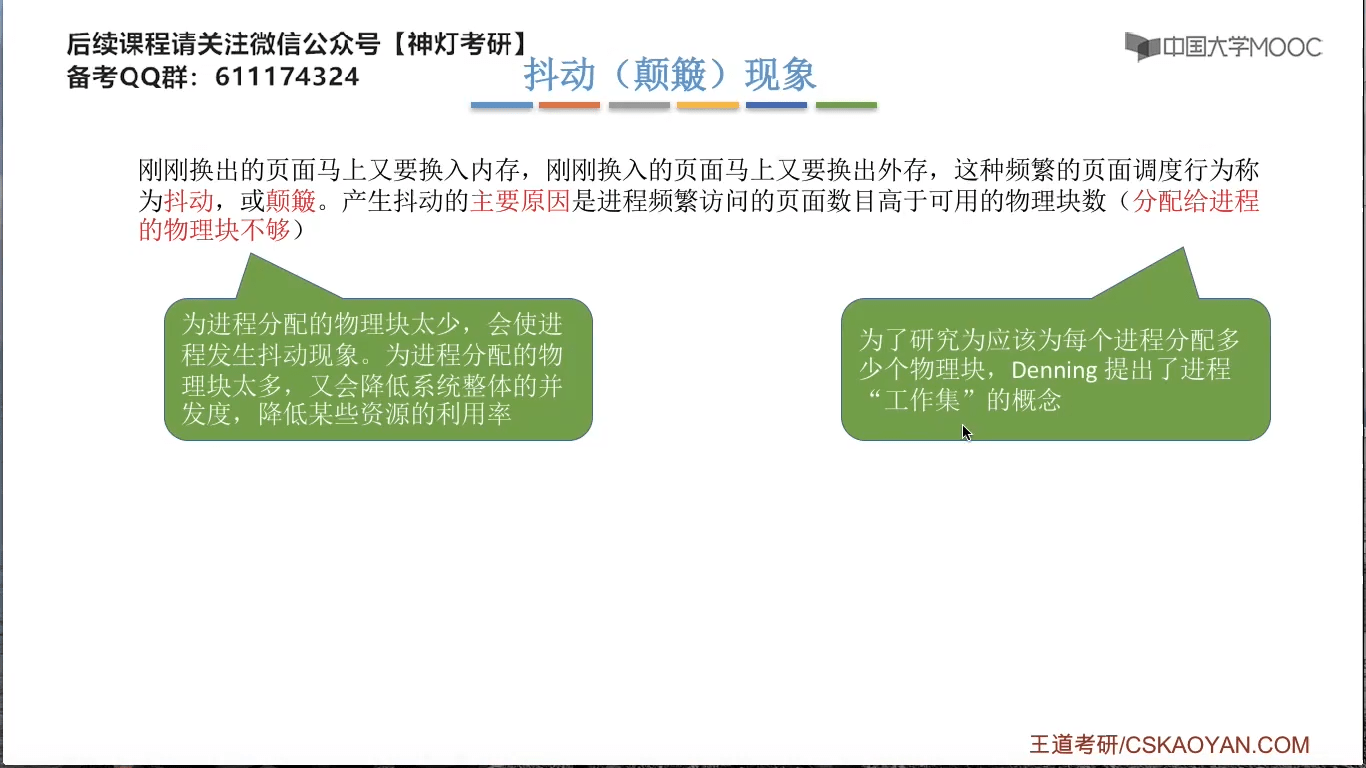 后续课程请关注微信公众号【神灯考研】
备考QQ群：611174324
中国大学MOOC
抖动（颠簸）现象
刚刚换出的页面马上又要换入内存，刚刚换入的页面马上又要换出外存，这种频繁的页面调度行为称
为抖动，或颠簸。产生抖动的主要原因是进程频繁访问的页面数目高于可用的物理块数（分配给进程
的物理块不够）
为进程分配的物理块太少，会使进
程发生抖动现象。为进程分配的物
理块太多，又会降低系统整体的并
发度，降低某些资源的利用率
为了研究为应该为每个进程分配多
少个物理块，Denning 提出了进程
“工作集”的概念
王道考研/CSKAOYAN.COM